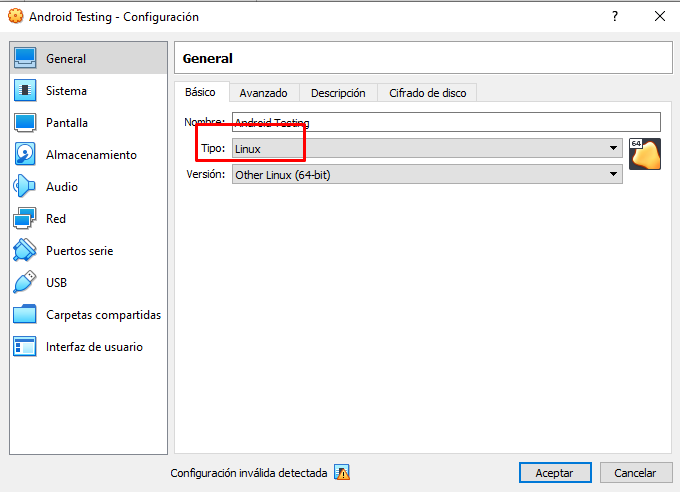 Android Testing - Configuración
General
Sistema
Pantalla
Almacenamiento
Audio
Red
Puertos serie
USB
Carpetas compartidas
Interfaz de usuario
General
Básico Avanzado Descripción Cifrado de disco
Nombre: Android Testing
Tipo: Linux
64
Versión: Other Linux (64-bit)
Configuración inválida detectada
Aceptar Cancelar